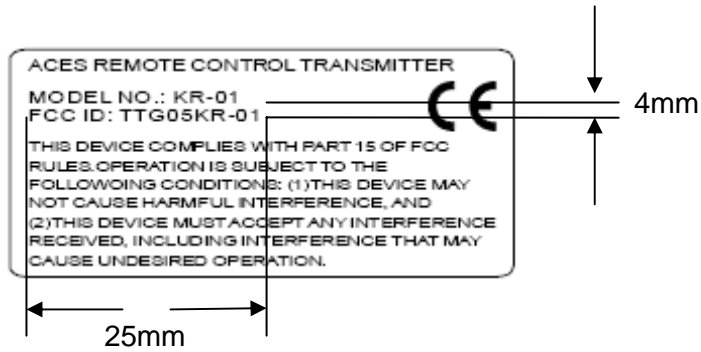 ACES REMOTE CONTROL TRANSMITTER
MODEL NO.: KR-01
FCC ID: TTG05KR-01
CE
4mm
THIS DEVICE COMPLIES WITH PART 15 OF FCC
RULES.OPERATION IS SUBJECT TO THE
FOLLOWOING CONDITIONS: (1)THIS DEVICE MAY
NOT CAUSE HARMFUL INTERFERENCE, AND
(2)THIS DEVICE MUST ACCEPT ANY INTERFERENCE
RECEIVED, INCLUDING INTERFERENCE THAT MAY
CAUSE UNDESIRED OPERATION.
25mm